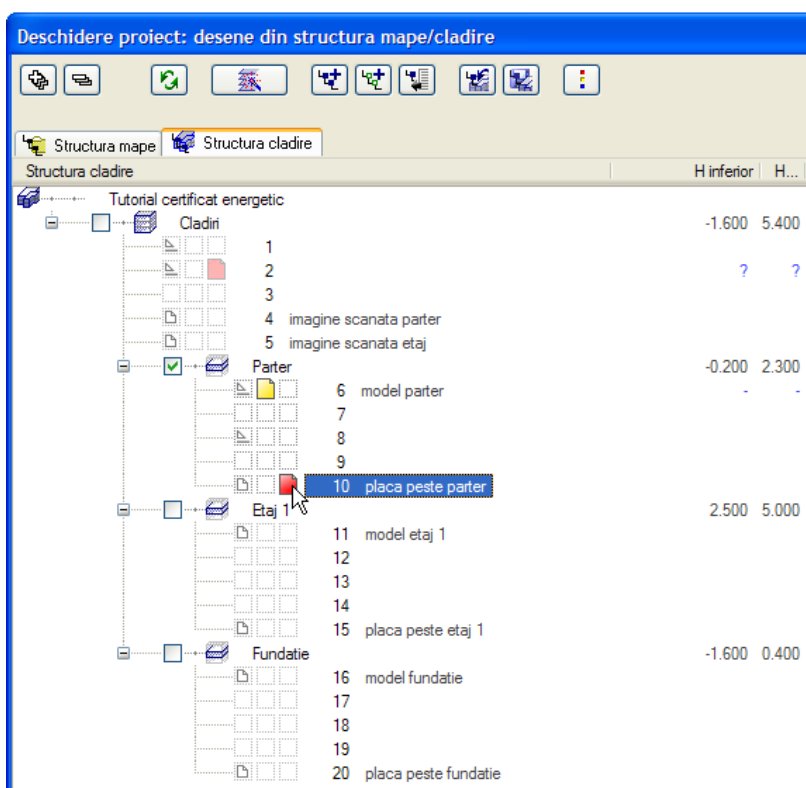 Deschidere proiect: desene din structura mape/cladire
Structura mape Structura cladire
Structura cladire H inferior H...
Tutorial certificat energetic
Cladiri -1.600 5.400
1
2 ? ?
3
4 imagine scanata parter
5 imagine scanata etaj
Parter -0.200 2.300
6 model parter - -
7
8
9
10 placa peste parter
Etaj 1 2.500 5.000
11 model etaj 1
12
13
14
15 placa peste etaj 1
Fundatie -1.600 0.400
16 model fundatie
17
18
19
20 placa peste fundatie